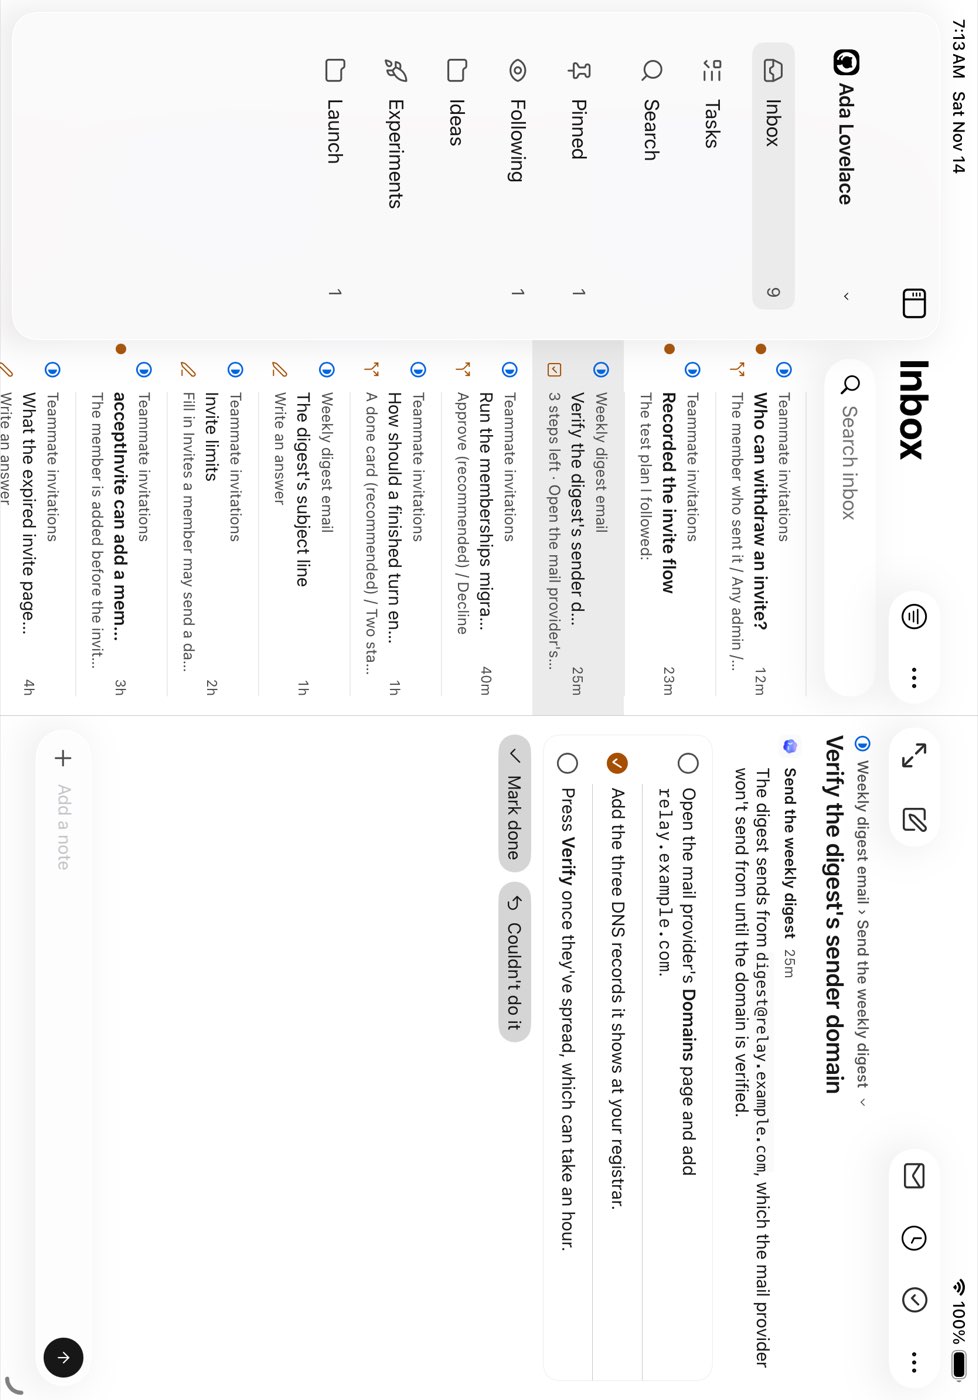 7:13 AM Sat Nov 14
100%
Ada Lovelace
Inbox 9
Tasks
Search
Pinned 1
Following 1
Ideas
Experiments
Launch 1
Inbox
Search inbox
Teammate invitations
Who can withdraw an invite? 12m
The member who sent it / Any admin /...
Teammate invitations
Recorded the invite flow 23m
The test plan I followed:
Weekly digest email
Verify the digest's sender d... 25m
3 steps left · Open the mail provider's...
Teammate invitations
Run the memberships migra... 40m
Approve (recommended) / Decline
Teammate invitations
How should a finished turn en... 1h
A done card (recommended) / Two sta...
Weekly digest email
The digest's subject line 1h
Write an answer
Teammate invitations
Invite limits 2h
Fill in Invites a member may send a da...
Teammate invitations
acceptInvite can add a mem... 3h
The member is added before the invit...
Teammate invitations
What the expired invite page... 4h
Write an answer
Weekly digest email › Send the weekly digest
Verify the digest's sender domain
Send the weekly digest 25m
The digest sends from digest@relay.example.com, which the mail provider
won't send from until the domain is verified.
Open the mail provider's Domains page and add
relay.example.com.
Add the three DNS records it shows at your registrar.
Press Verify once they've spread, which can take an hour.
Mark done
Couldn't do it
Add a note